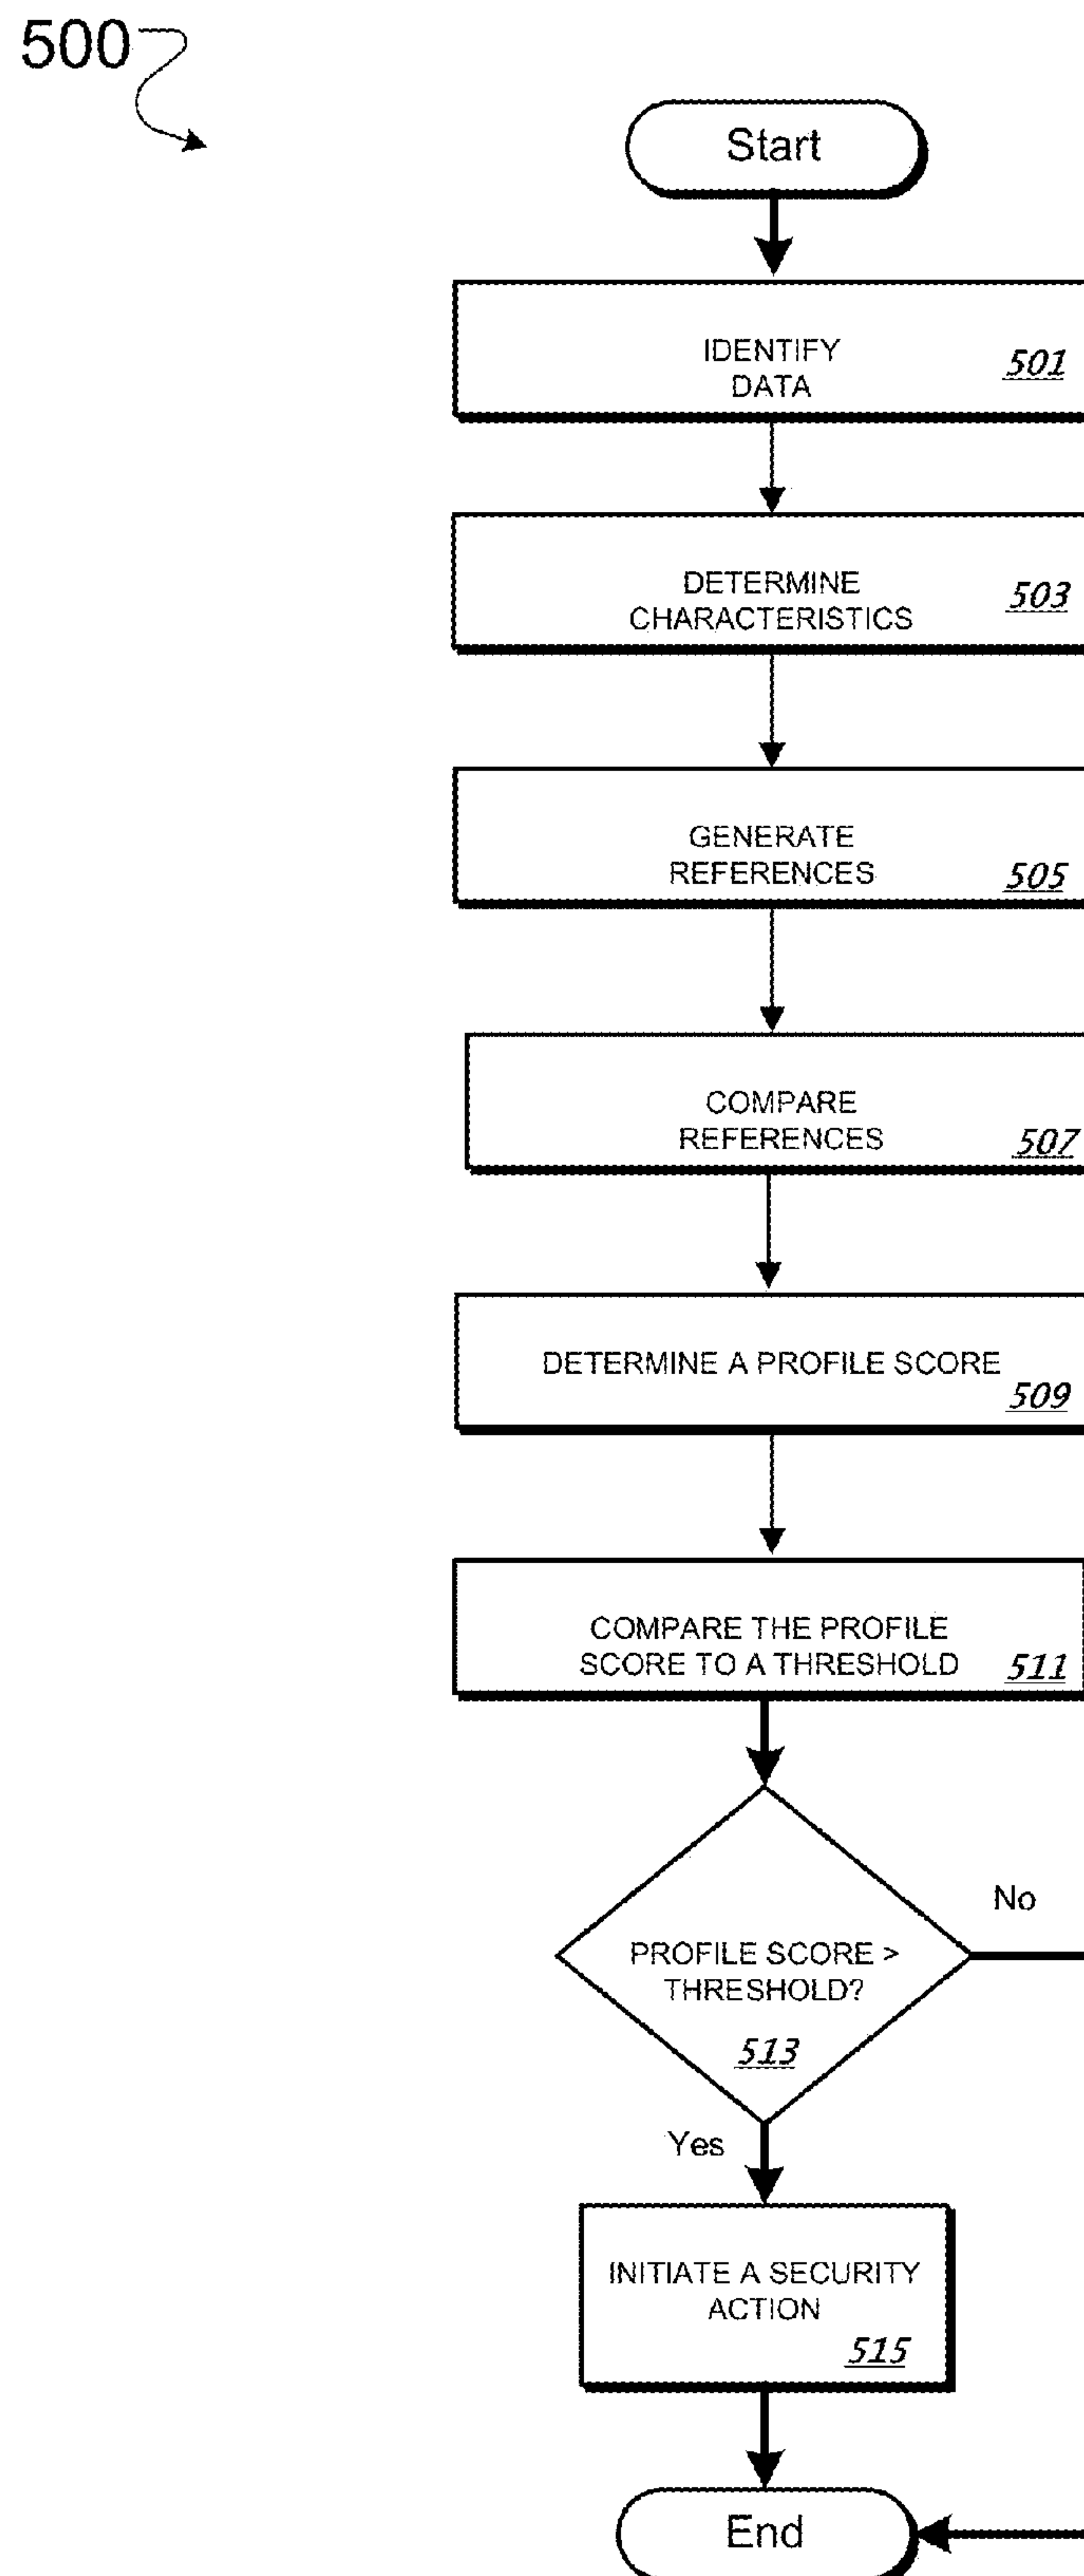 500
Start
IDENTIFY
DATA
501
DETERMINE
CHARACTERISTICS
503
GENERATE
REFERENCES
505
COMPARE
REFERENCES
507
DETERMINE A PROFILE SCORE
509
COMPARE THE PROFILE
SCORE TO A THRESHOLD
511
No
PROFILE SCORE >
THRESHOLD?
513
Yes
INITIATE A SECURITY
ACTION
515
End